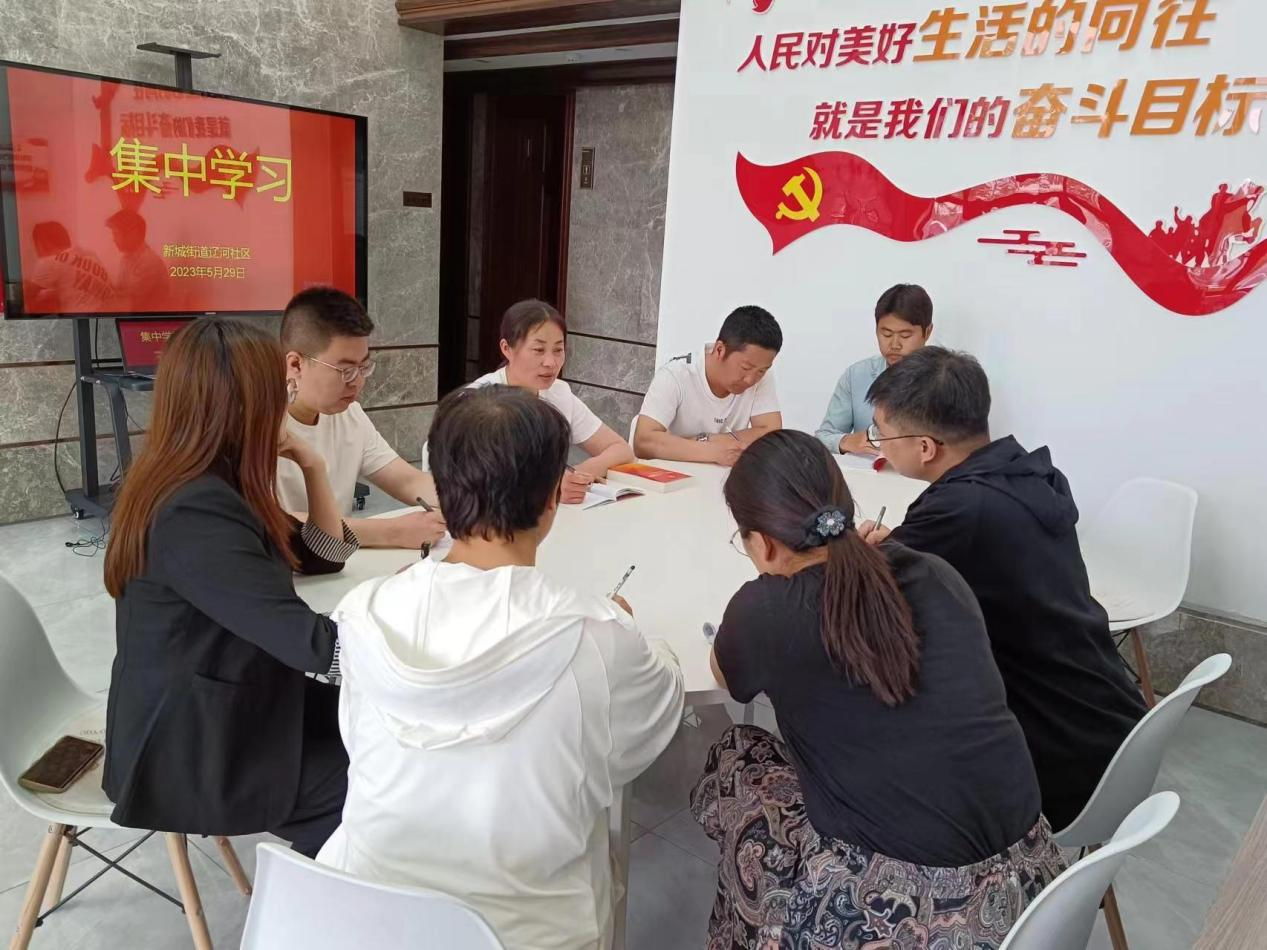 集中学习
新城街道辽河社区
2023年5月29日
人民对美好生活的向往
就是我们的奋斗目标